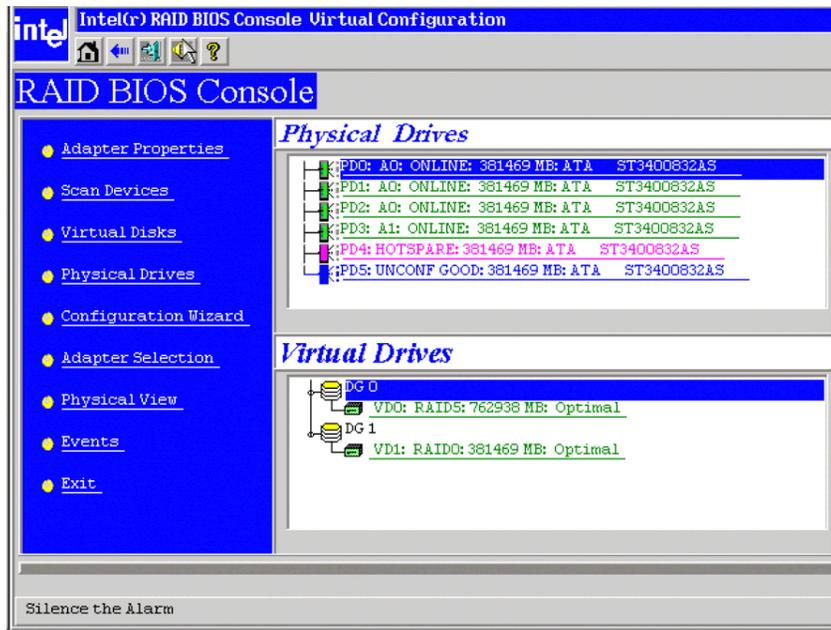 intel
Intel(r) RAID BIOS Console Virtual Configuration
RAID BIOS Console
Adapter Properties
Scan Devices
Virtual Disks
Physical Drives
Configuration Wizard
Adapter Selection
Physical View
Events
Exit
Physical Drives
PD0: A0: ONLINE: 381469 MB: ATA ST3400832AS
PD1: A0: ONLINE: 381469 MB: ATA ST3400832AS
PD2: A0: ONLINE: 381469 MB: ATA ST3400832AS
PD3: A1: ONLINE: 381469 MB: ATA ST3400832AS
PD4: HOTSPARE: 381469 MB: ATA ST3400832AS
PD5: UNCONF GOOD: 381469 MB: ATA ST3400832AS
Virtual Drives
DG 0
VD0: RAID5: 762938 MB: Optimal
DG 1
VD1: RAID0: 381469 MB: Optimal
Silence the Alarm